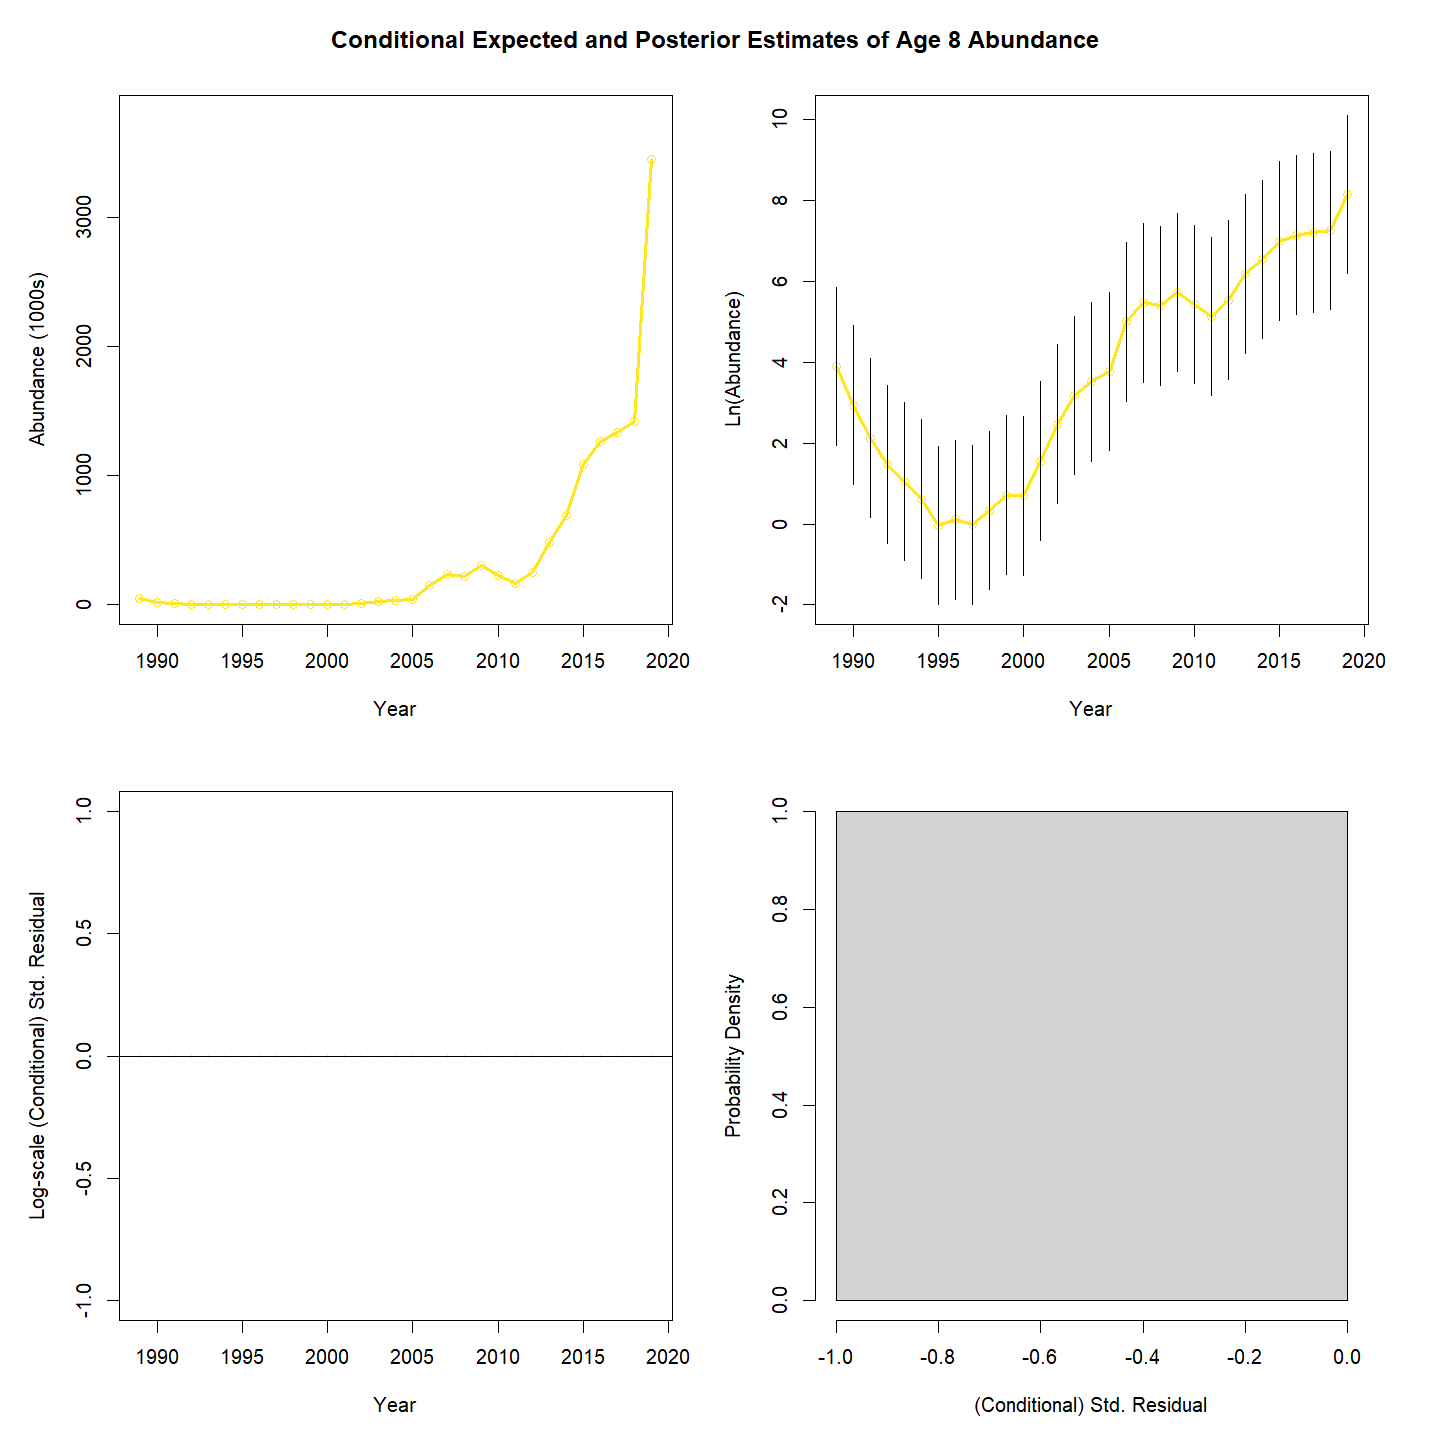 Conditional Expected and Posterior Estimates of Age 8 Abundance
Abundance (1000s)
3000
2000
1000
0
1990 1995 2000 2005 2010 2015 2020
Year
Ln(Abundance)
10
8
6
4
2
0
-2
1990 1995 2000 2005 2010 2015 2020
Year
Log-scale (Conditional) Std. Residual
1.0
0.5
0.0
-0.5
-1.0
1990 1995 2000 2005 2010 2015 2020
Year
Probability Density
1.0
0.8
0.6
0.4
0.2
0.0
-1.0 -0.8 -0.6 -0.4 -0.2 0.0
(Conditional) Std. Residual